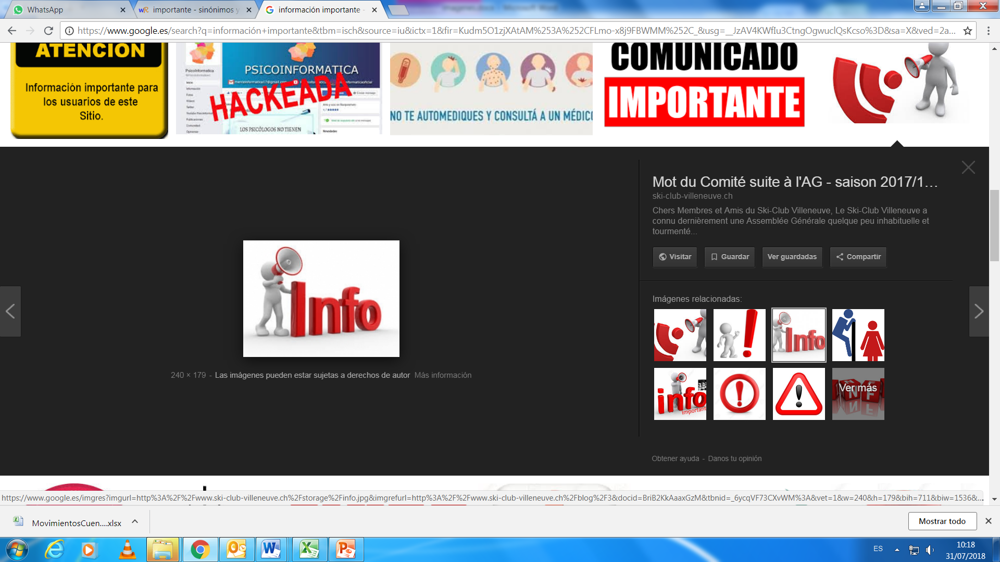 WhatsApp
importante - sinónimos y
información importante -
https://www.google.es/search?q=información+importante&tbm=isch&source=iu&ictx=1&fir=Kudm5O1zjXAtAM%253A%252CFLmo-x8j9FBWMM%252C_&usg=__JzAV4KWfIu3CtngOgwuclQsKcso%3D&sa=X&ved=2a...
ATENCIÓN
Información importante para
los usuarios de este
Sitio.
PsicoInformatica
PSICOINFORMATICA
HACKEADA
LOS PSICÓLOGOS NO TIENEN
NO TE AUTOMEDIQUES Y CONSULTÁ A UN MÉDICO
COMUNICADO
IMPORTANTE
Mot du Comité suite à l'AG - saison 2017/1...
ski-club-villeneuve.ch
Chers Membres et Amis du Ski-Club Villeneuve, Le Ski-Club Villeneuve a
connu dernièrement une Assemblée Générale quelque peu inhabituelle et
tourmenté...
Visitar
Guardar
Ver guardadas
Compartir
Info
240 × 179 - Las imágenes pueden estar sujetas a derechos de autor Más información
Imágenes relacionadas:
Info
info
Important
Ver más
Obtener ayuda - Danos tu opinión
https://www.google.es/imgres?imgurl=http%3A%2F%2Fwww.ski-club-villeneuve.ch%2Fstorage%2Finfo.jpg&imgrefurl=http%3A%2F%2Fwww.ski-club-villeneuve.ch%2Fblog%2F3&docid=BriB2KkAaaxGzM&tbnid=_6ycqVF73CXvWM%3A&vet=1&w=240&h=179&bih=711&biw=1536&...
MovimientosCuen....xlsx
Mostrar todo
ES
10:18
31/07/2018